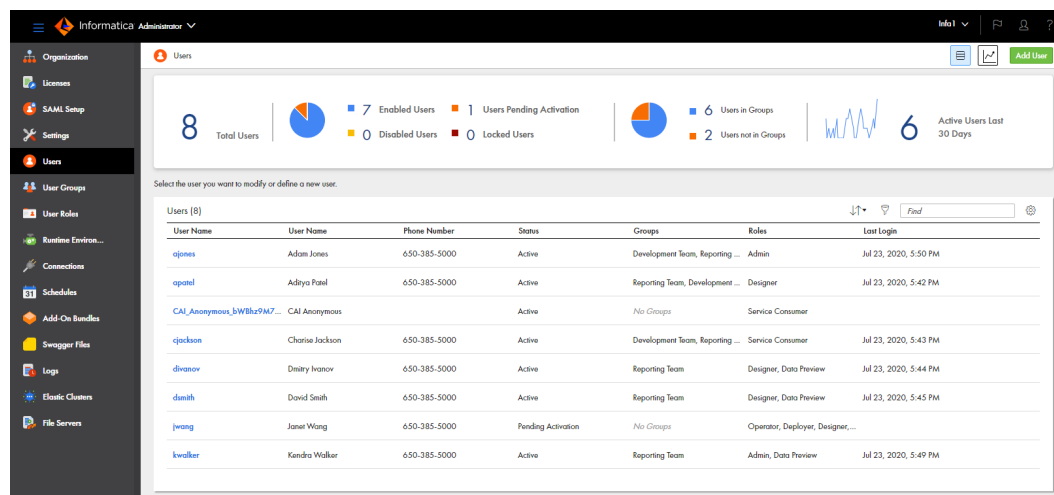 Informatica Administrator
Infa1
?
Organization
Licenses
SAML Setup
Settings
Users
User Groups
User Roles
Runtime Environ...
Connections
31 Schedules
Add-On Bundles
Swagger Files
Logs
Elastic Clusters
File Servers
Users
Add User
8 Total Users
7 Enabled Users 1 Users Pending Activation
0 Disabled Users 0 Locked Users
6 Users in Groups
2 Users not in Groups
6 Active Users Last
30 Days
Select the user you want to modify or define a new user.
Users (8)
Find
User Name User Name Phone Number Status Groups Roles Last Login
ajones Adam Jones 650-385-5000 Active Development Team, Reporting ... Admin Jul 23, 2020, 5:50 PM
apatel Aditya Patel 650-385-5000 Active Reporting Team, Development ... Designer Jul 23, 2020, 5:42 PM
CAI_Anonymous_bWBhz9M7... CAI Anonymous Active No Groups Service Consumer
cjackson Charise Jackson 650-385-5000 Active Development Team, Reporting ... Service Consumer Jul 23, 2020, 5:43 PM
divanov Dmitry Ivanov 650-385-5000 Active Reporting Team Designer, Data Preview Jul 23, 2020, 5:44 PM
dsmith David Smith 650-385-5000 Active Reporting Team Designer, Data Preview Jul 23, 2020, 5:45 PM
jwang Janet Wang 650-385-5000 Pending Activation No Groups Operator, Deployer, Designer,...
kwalker Kendra Walker 650-385-5000 Active Reporting Team Admin, Data Preview Jul 23, 2020, 5:49 PM